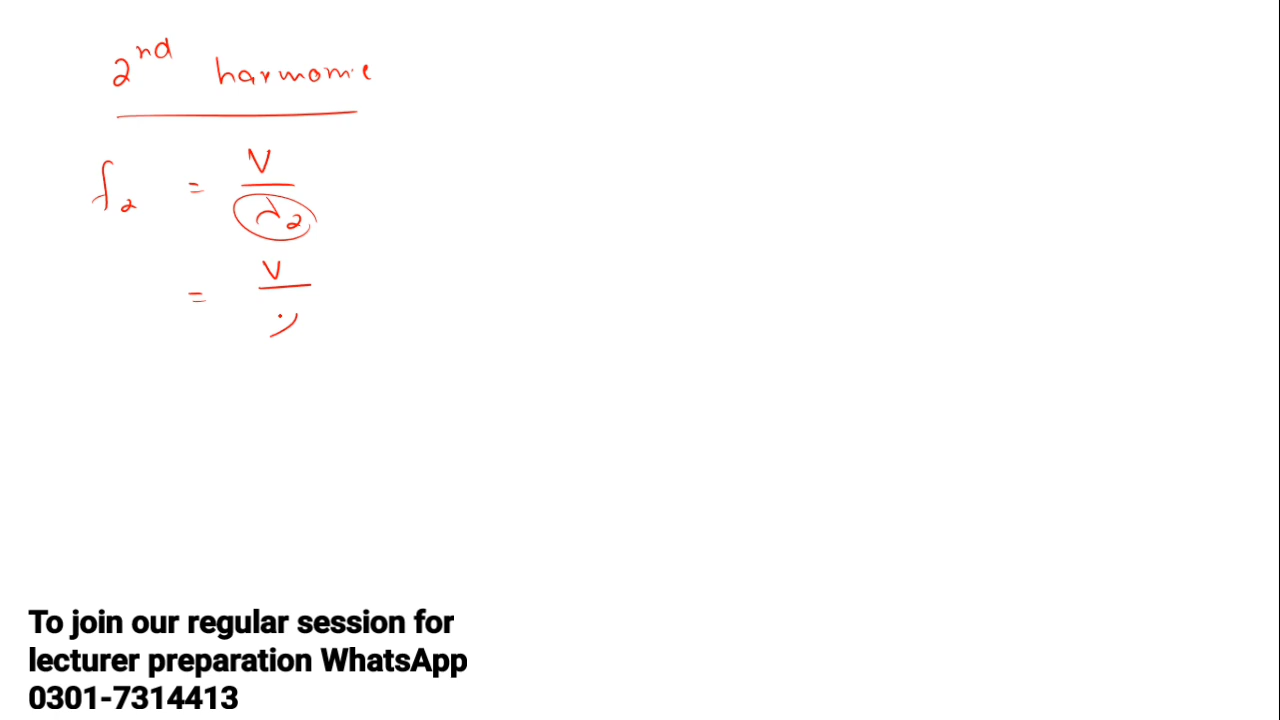 2nd harmonic
f2 = V / λ2
= V /
To join our regular session for
lecturer preparation WhatsApp
0301-7314413